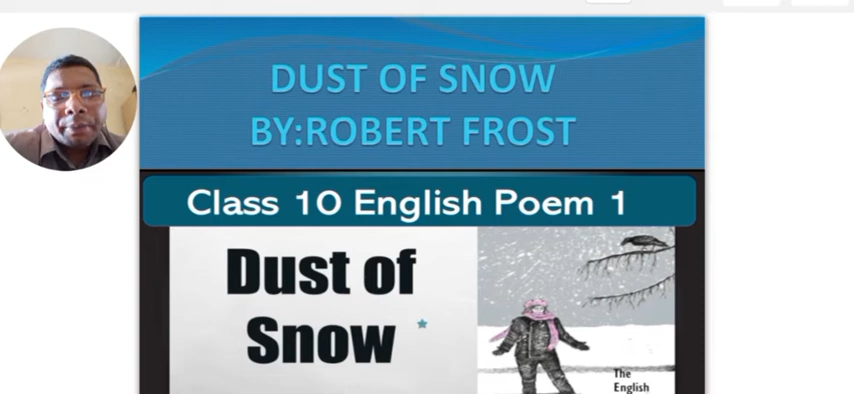 DUST OF SNOW
BY:ROBERT FROST
Class 10 English Poem 1
Dust of
Snow
The
English